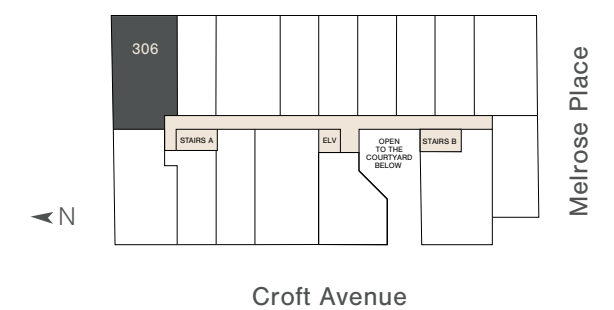 306
STAIRS A
ELV
OPEN
TO THE
COURTYARD
BELOW
STAIRS B
Melrose Place
N
Croft Avenue